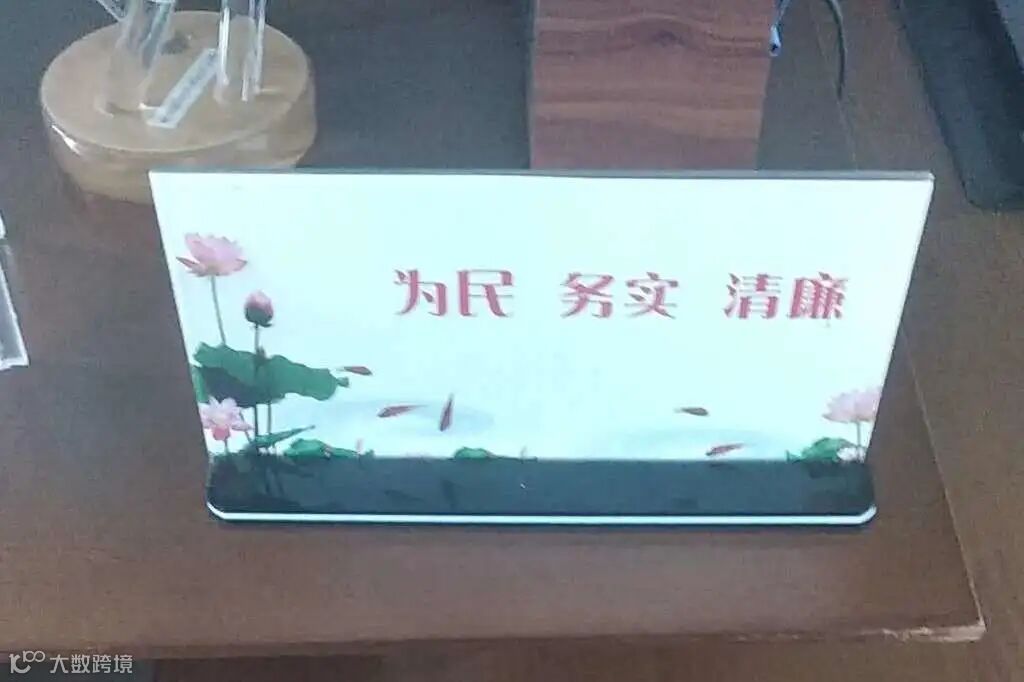 为民 务实 清廉
大数跨境